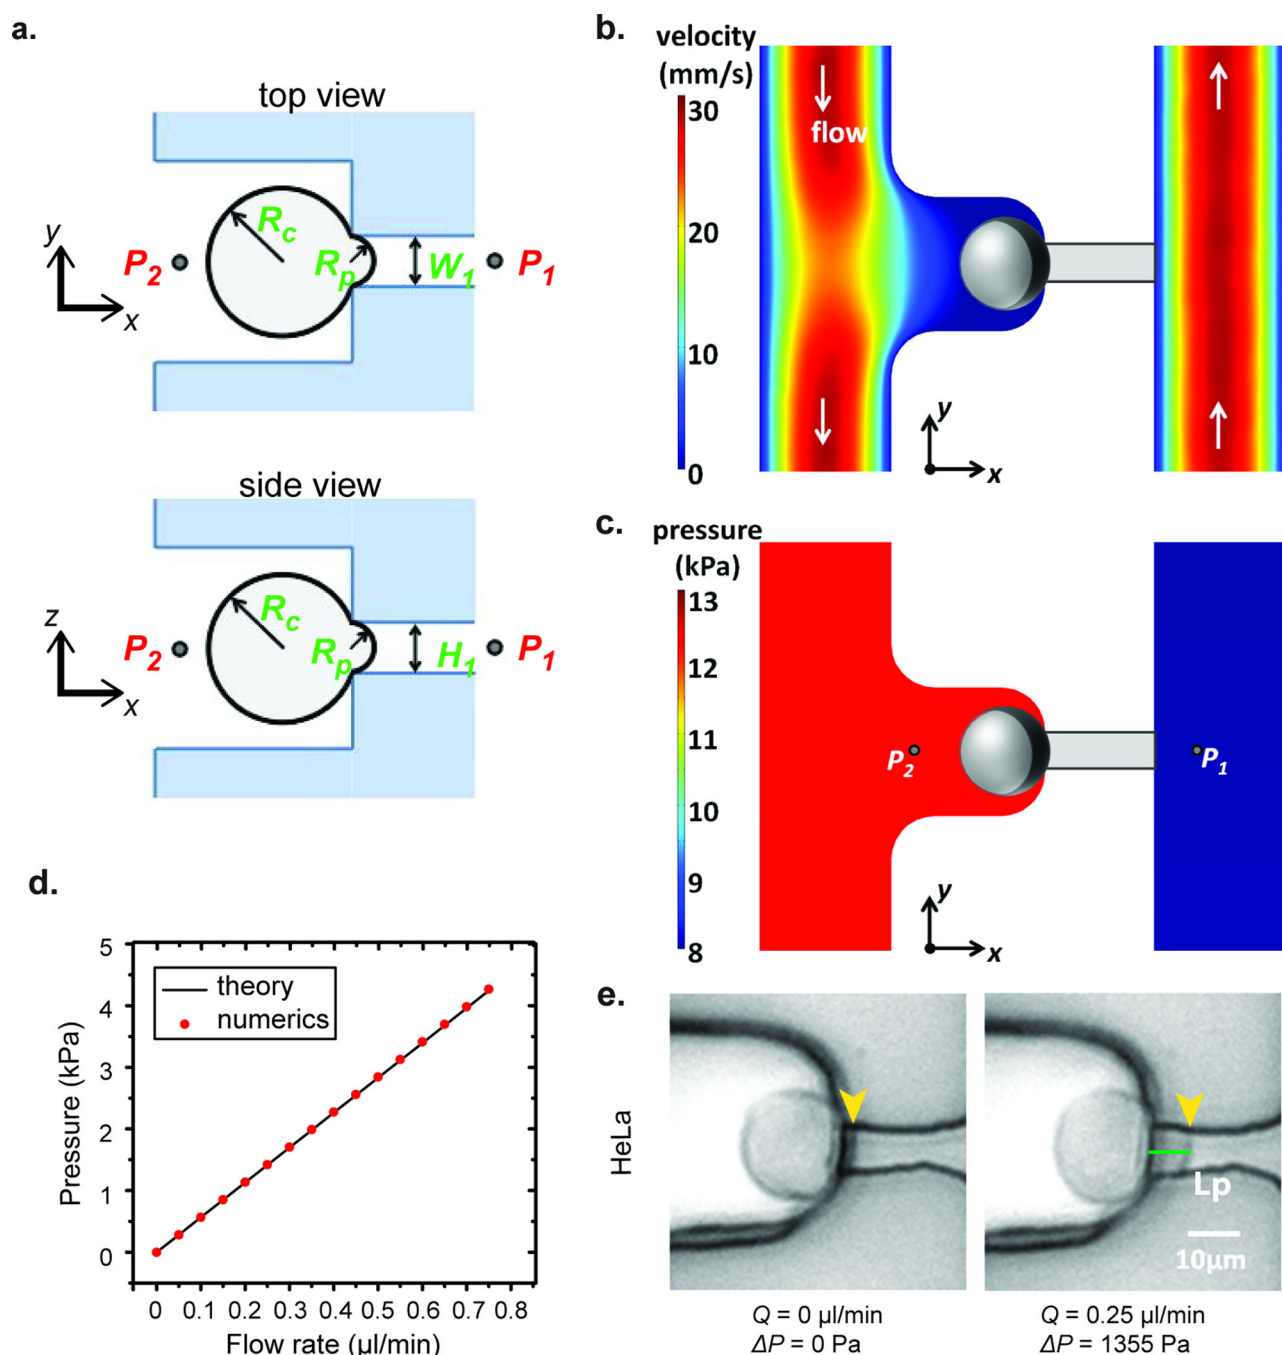 a.
top view
R_c
R_p
W_1
P_2
P_1
y
x
side view
R_c
R_p
H_1
P_2
P_1
z
x
b.
velocity
(mm/s)
30
20
10
0
flow
y
x
c.
pressure
(kPa)
13
12
11
10
9
8
P_2
P_1
y
x
d.
Pressure (kPa)
5
4
3
2
1
0
theory
numerics
0 0.1 0.2 0.3 0.4 0.5 0.6 0.7 0.8
Flow rate (µl/min)
e.
HeLa
Lp
10µm
Q = 0 µl/min
ΔP = 0 Pa
Q = 0.25 µl/min
ΔP = 1355 Pa